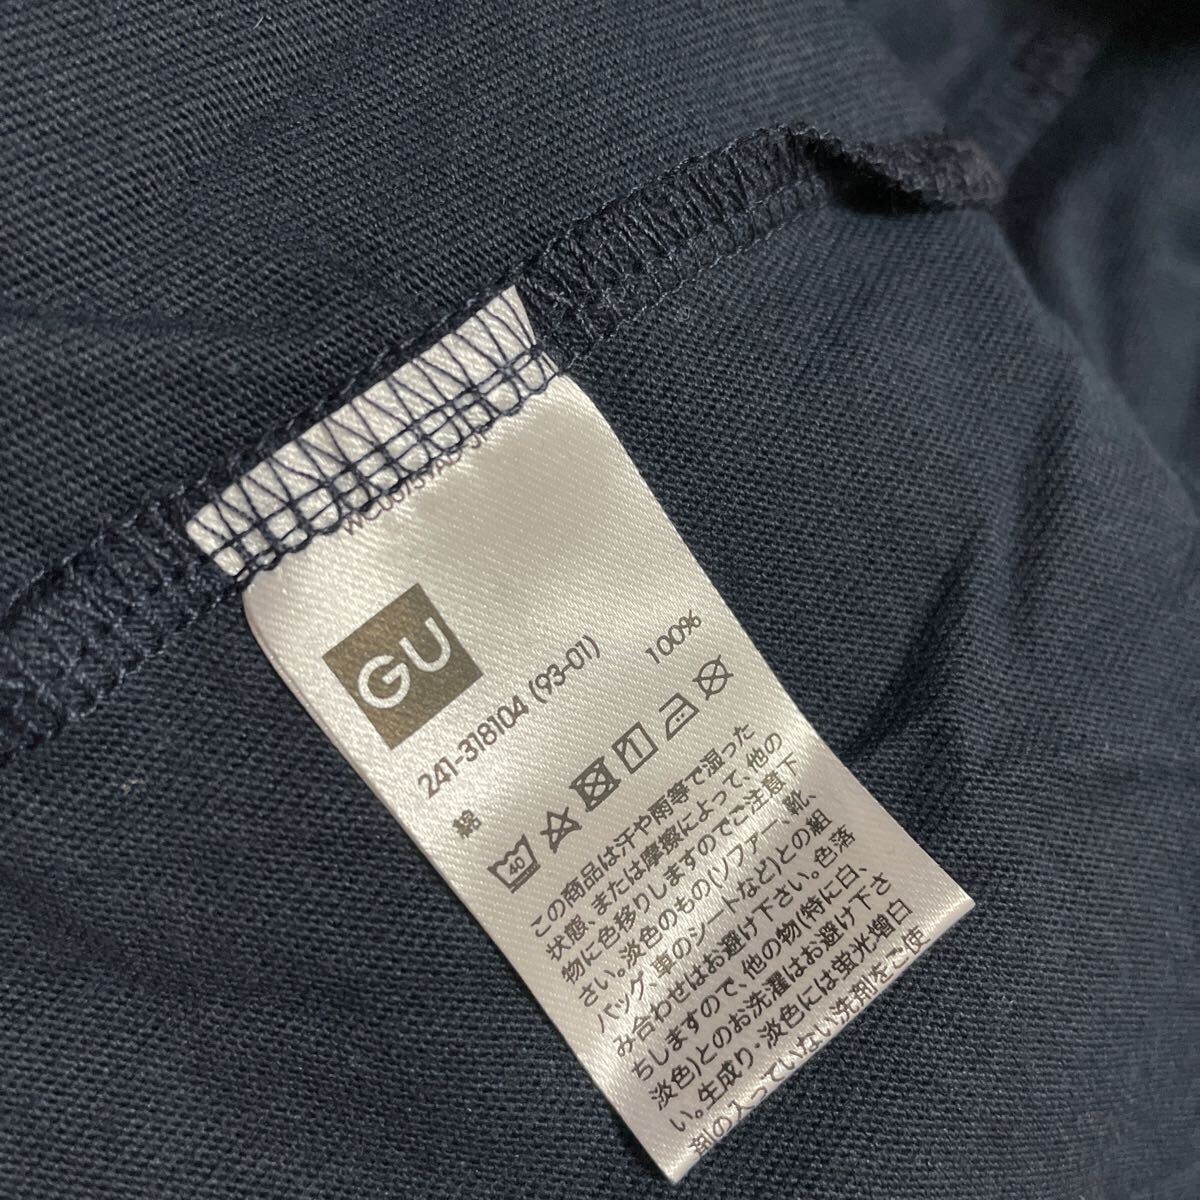 GU
241-318104 (93-01)
綿 100%
40 1
この商品は汗や雨等で湿った
状態、または摩擦によって、他の
物に色移りしますのでご注意下
さい。淡色のもの(ソファー、靴、
バッグ、車のシートなど)との組
み合わせはお避け下さい。色落
ちしますので、他の物(特に白、
淡色)とのお洗濯はお避け下さ
い。生成り・淡色には蛍光増白
剤の入っていない洗剤をご使